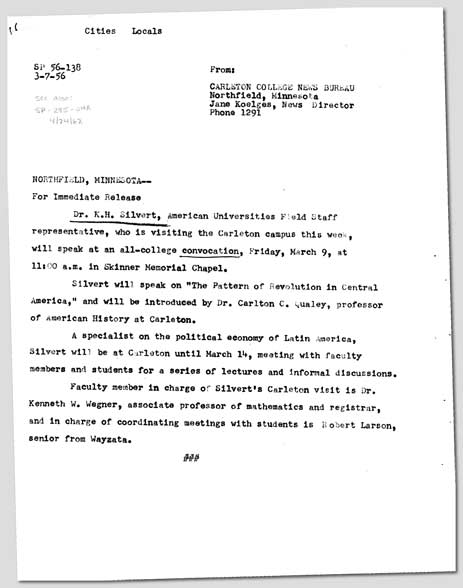 Cities Locals
SP 56-138
3-7-56
From:
CARLETON COLLEGE NEWS BUREAU
Northfield, Minnesota
Jane Koelges, News Director
Phone 1291
See also:
4/24/62
NORTHFIELD, MINNESOTA--
For Immediate Release
Dr. K.H. Silvert, American Universities Field Staff
representative, who is visiting the Carleton campus this week,
will speak at an all-college convocation, Friday, March 9, at
11:00 a.m. in Skinner Memorial Chapel.
Silvert will speak on "The Pattern of Revolution in Central
America," and will be introduced by Dr. Carlton C. Qualey, professor
of American History at Carleton.
A specialist on the political economy of Latin America,
Silvert will be at Carleton until March 14, meeting with faculty
members and students for a series of lectures and informal discussions.
Faculty member in charge of Silvert's Carleton visit is Dr.
Kenneth W. Wegner, associate professor of mathematics and registrar,
and in charge of coordinating meetings with students is Robert Larson,
senior from Wayzata.
###